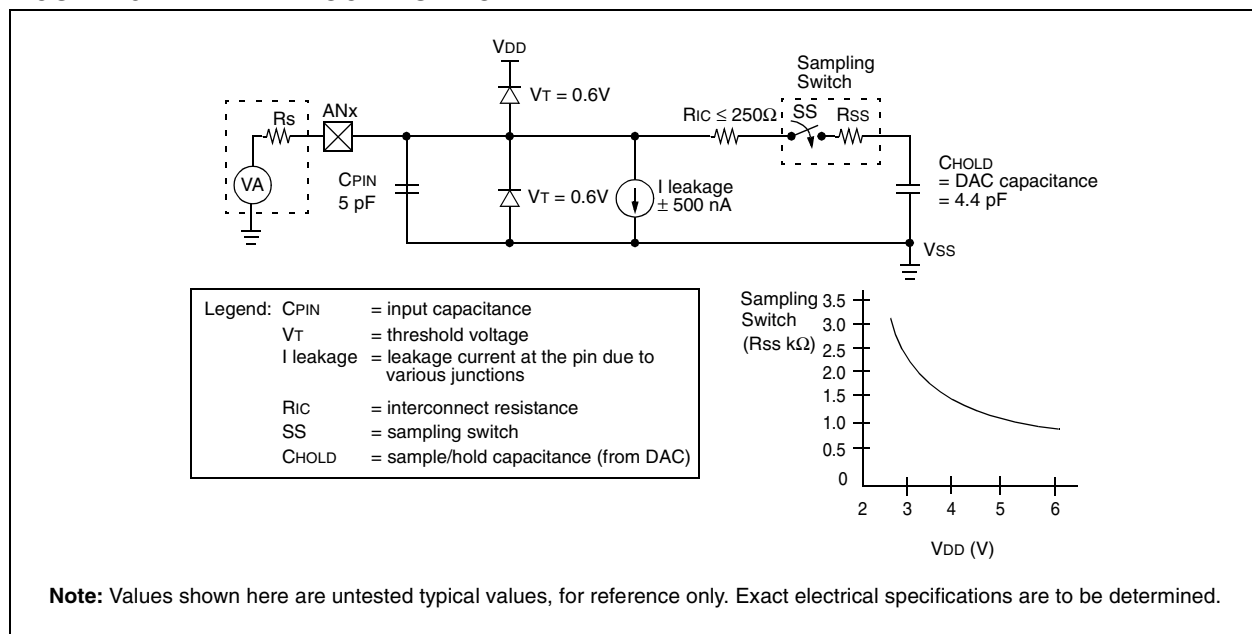 VDD
VT = 0.6V
Sampling
Switch
Rs
ANx
RIC ≤ 250Ω
SS
RSS
VA
CPIN
5 pF
VT = 0.6V
I leakage
± 500 nA
CHOLD
= DAC capacitance
= 4.4 pF
VSS
Legend: CPIN = input capacitance
VT = threshold voltage
I leakage = leakage current at the pin due to
various junctions
RIC = interconnect resistance
SS = sampling switch
CHOLD = sample/hold capacitance (from DAC)
Sampling
Switch
(Rss kΩ)
3.5
3.0
2.5
2.0
1.5
1.0
0.5
0
2 3 4 5 6
VDD (V)
Note: Values shown here are untested typical values, for reference only. Exact electrical specifications are to be determined.